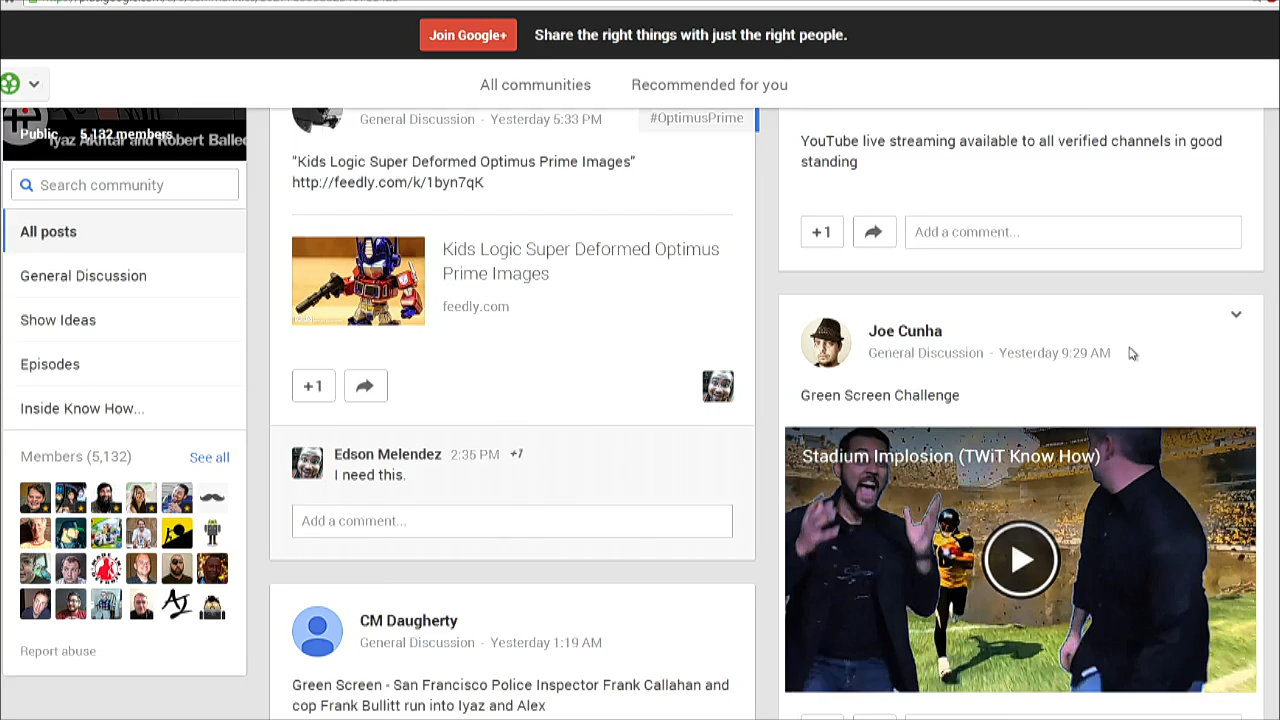 Join Google+
Share the right things with just the right people.
All communities
Recommended for you
Public 5,132 members
Iyaz Akhtar and Robert Ballec
Search community
All posts
General Discussion
Show Ideas
Episodes
Inside Know How...
Members (5,132)
See all
Report abuse
General Discussion - Yesterday 5:33 PM
#OptimusPrime
"Kids Logic Super Deformed Optimus Prime Images"
http://feedly.com/k/1byn7qK
Kids Logic Super Deformed Optimus
Prime Images
feedly.com
+1
Edson Melendez 2:35 PM +1
I need this.
Add a comment...
CM Daugherty
General Discussion - Yesterday 1:19 AM
Green Screen - San Francisco Police Inspector Frank Callahan and
cop Frank Bullitt run into Iyaz and Alex
YouTube live streaming available to all verified channels in good
standing
+1
Add a comment...
Joe Cunha
General Discussion - Yesterday 9:29 AM
Green Screen Challenge
Stadium Implosion (TWiT Know How)